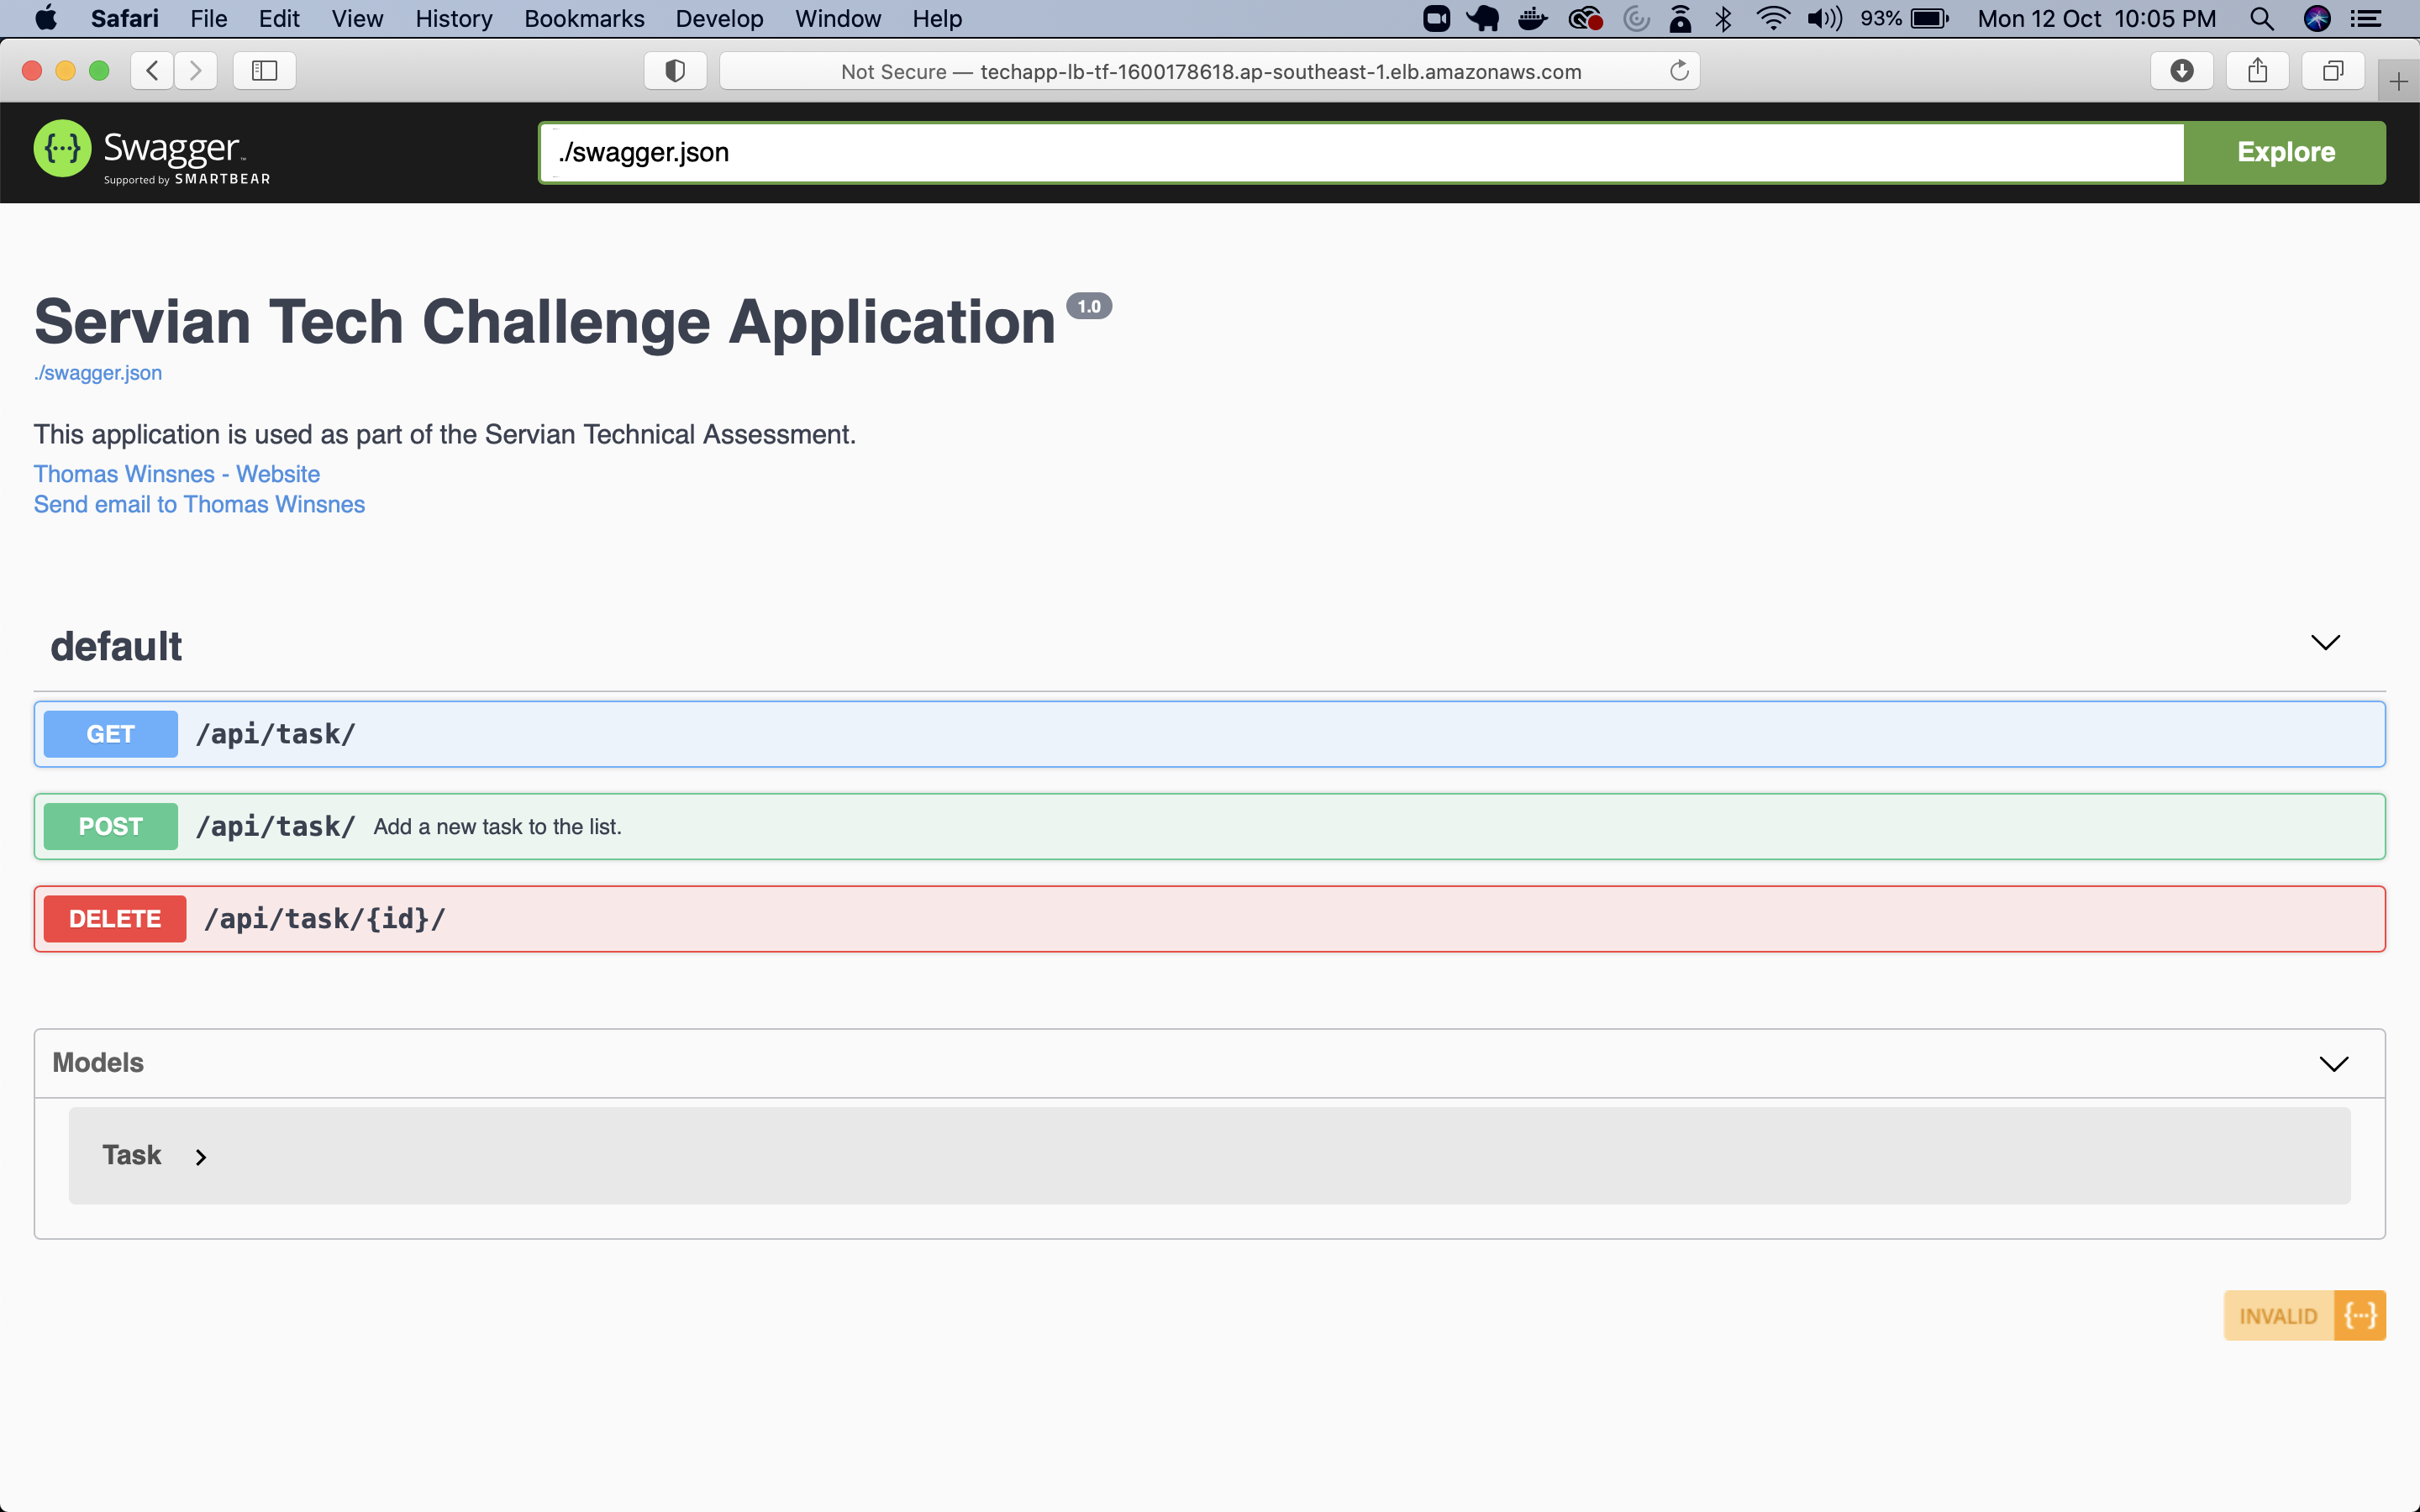 Safari File Edit View History Bookmarks Develop Window Help 93% Mon 12 Oct 10:05 PM
Not Secure — techapp-lb-tf-1600178618.ap-southeast-1.elb.amazonaws.com
{···} Swagger™
Supported by SMARTBEAR
./swagger.json
Explore
Servian Tech Challenge Application 1.0
./swagger.json
This application is used as part of the Servian Technical Assessment.
Thomas Winsnes - Website
Send email to Thomas Winsnes
default
GET /api/task/
POST /api/task/ Add a new task to the list.
DELETE /api/task/{id}/
Models
Task
INVALID {···}